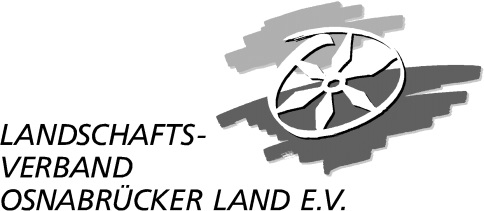 LANDSCHAFTS-
VERBAND
OSNABRÜCKER LAND E.V.